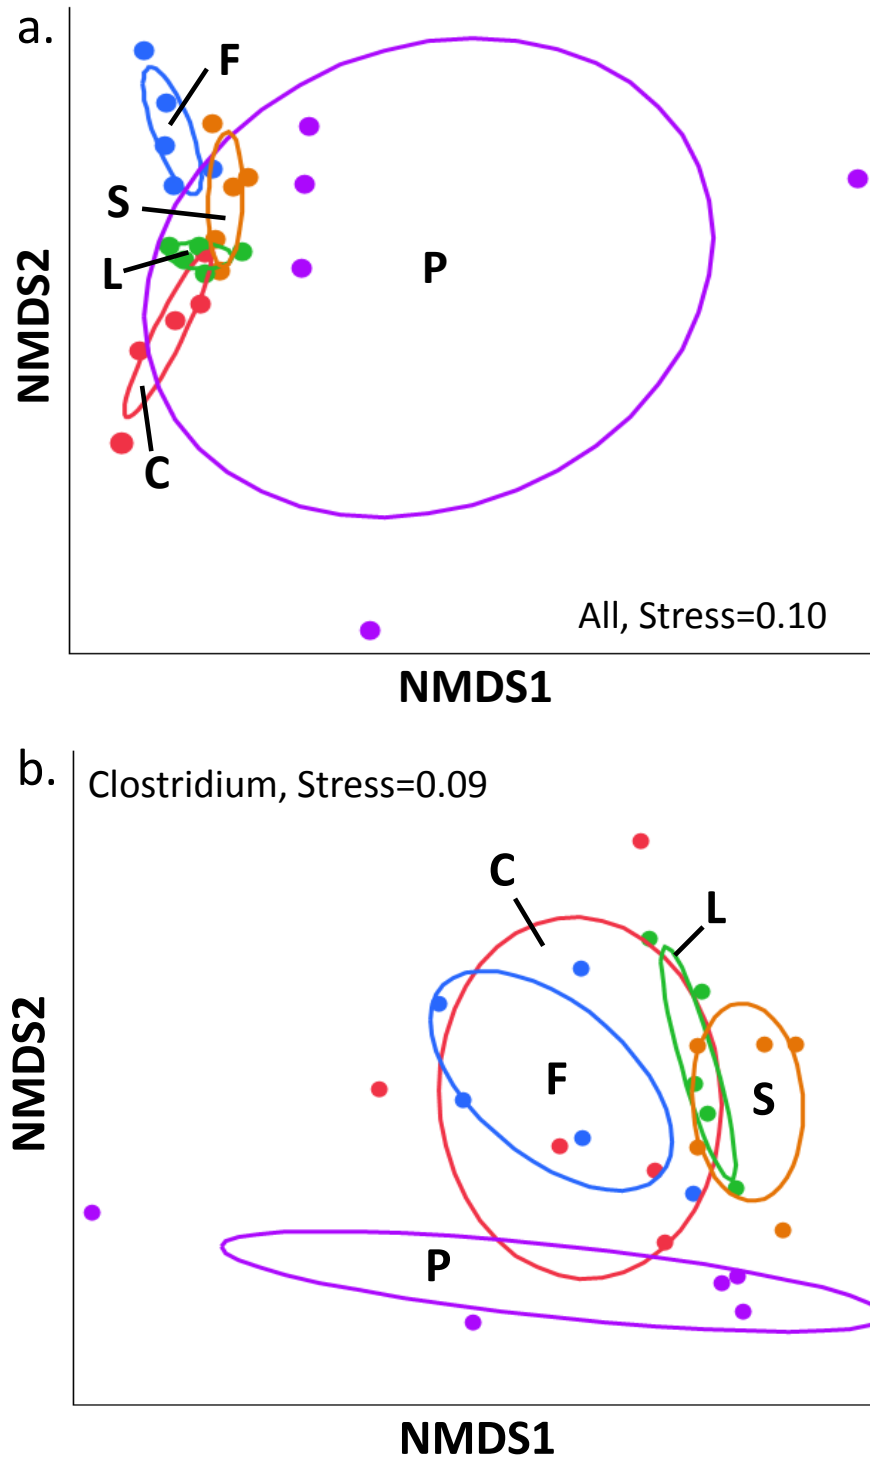 a.
F
S
L
P
C
NMDS2
All, Stress=0.10
NMDS1
b.
Clostridium, Stress=0.09
C
L
F
S
P
NMDS2
NMDS1